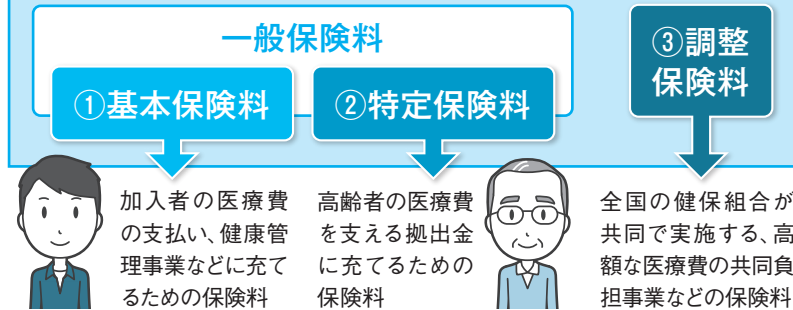 一般保険料
①基本保険料
②特定保険料
③調整
保険料
加入者の医療費
の支払い、健康管
理事業などに充て
るための保険料
高齢者の医療費
を支える拠出金
に充てるための
保険料
全国の健保組合が
共同で実施する、高
額な医療費の共同負
担事業などの保険料